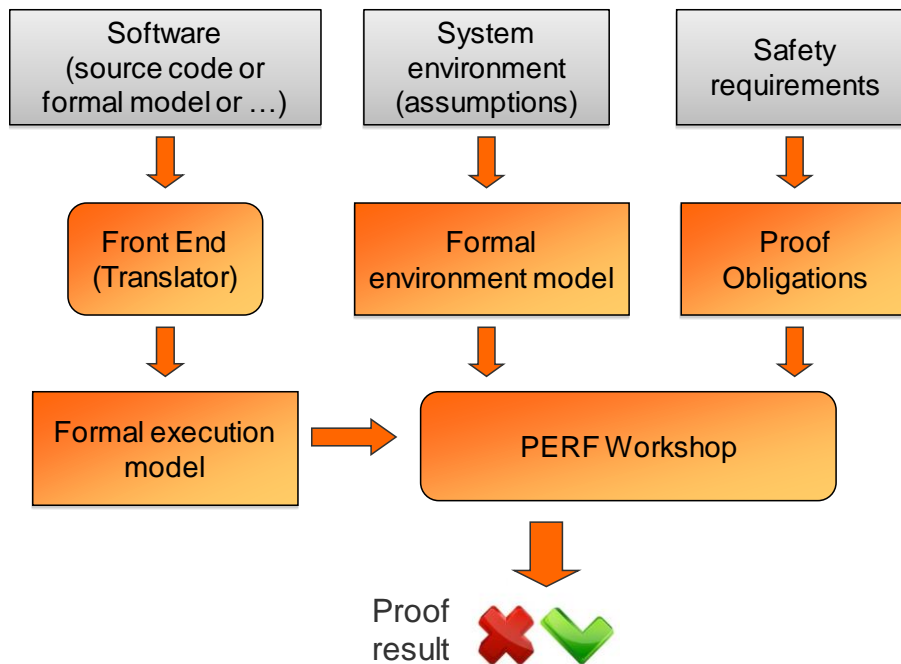 Software
(source code or
formal model or …)
System
environment
(assumptions)
Safety
requirements
Front End
(Translator)
Formal
environment model
Proof
Obligations
Formal execution
model
PERF Workshop
Proof
result